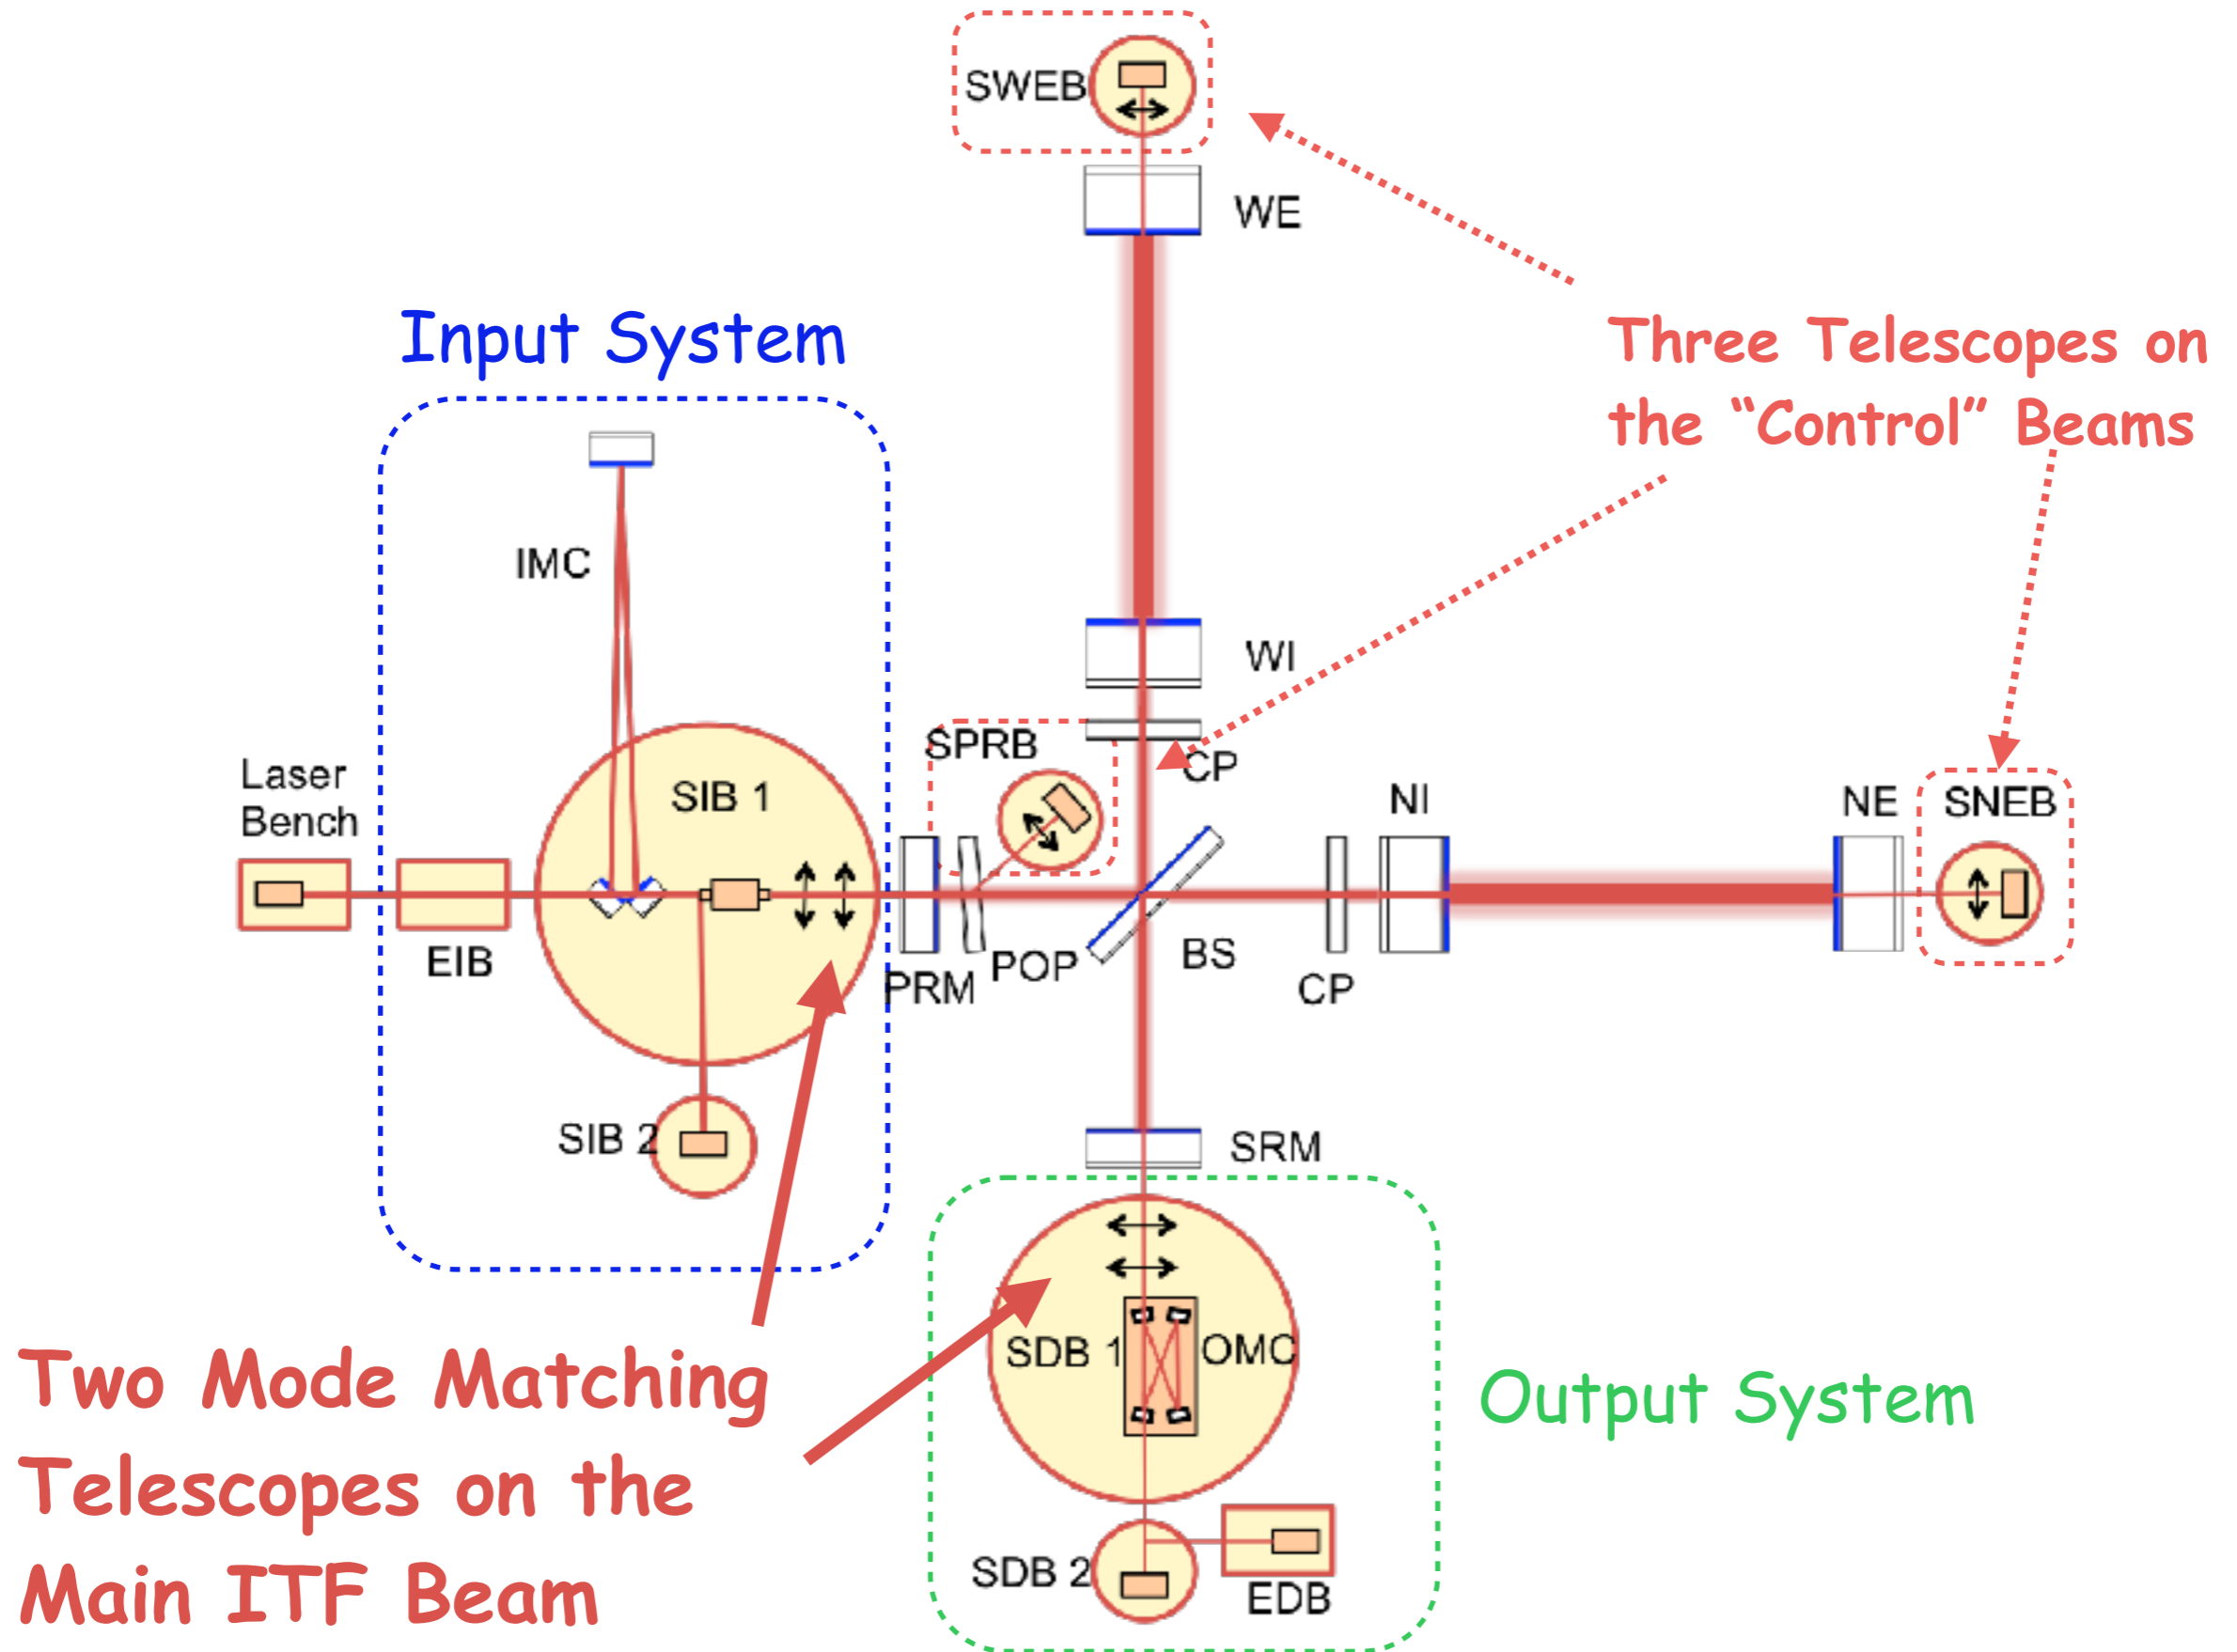 SWEB
WE
Input System
Three Telescopes on
the “Control” Beams
IMC
WI
SPRB
CP
Laser
Bench
SIB 1
NI
NE
SNEB
EIB
PRM
POP
BS
CP
SIB 2
SRM
SDB 1
OMC
Two Mode Matching
Telescopes on the
Main ITF Beam
Output System
SDB 2
EDB